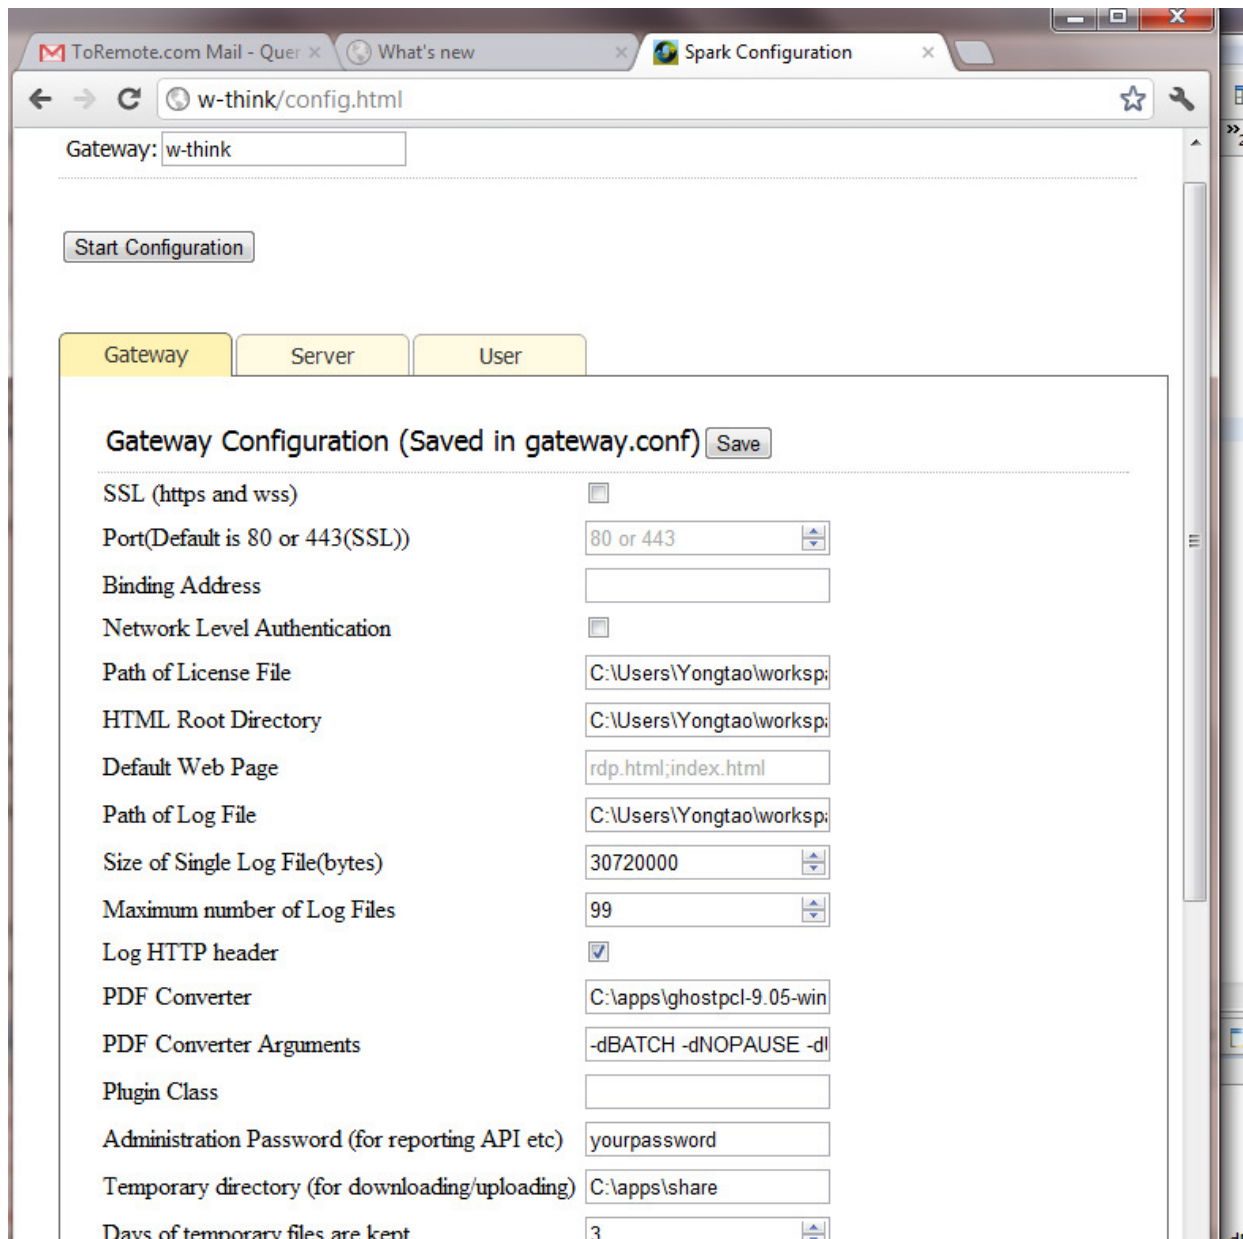 ToRemote.com Mail - Quer
What's new
Spark Configuration
w-think/config.html
Gateway: w-think
Start Configuration
Gateway Server User
Gateway Configuration (Saved in gateway.conf) Save
SSL (https and wss)
Port(Default is 80 or 443(SSL)) 80 or 443
Binding Address
Network Level Authentication
Path of License File C:\Users\Yongtao\workspa
HTML Root Directory C:\Users\Yongtao\workspa
Default Web Page rdp.html;index.html
Path of Log File C:\Users\Yongtao\workspa
Size of Single Log File(bytes) 30720000
Maximum number of Log Files 99
Log HTTP header
PDF Converter C:\apps\ghostpcl-9.05-win
PDF Converter Arguments -dBATCH -dNOPAUSE
Plugin Class
Administration Password (for reporting API etc) yourpassword
Temporary directory (for downloading/uploading) C:\apps\share
Days of temporary files are kept 3